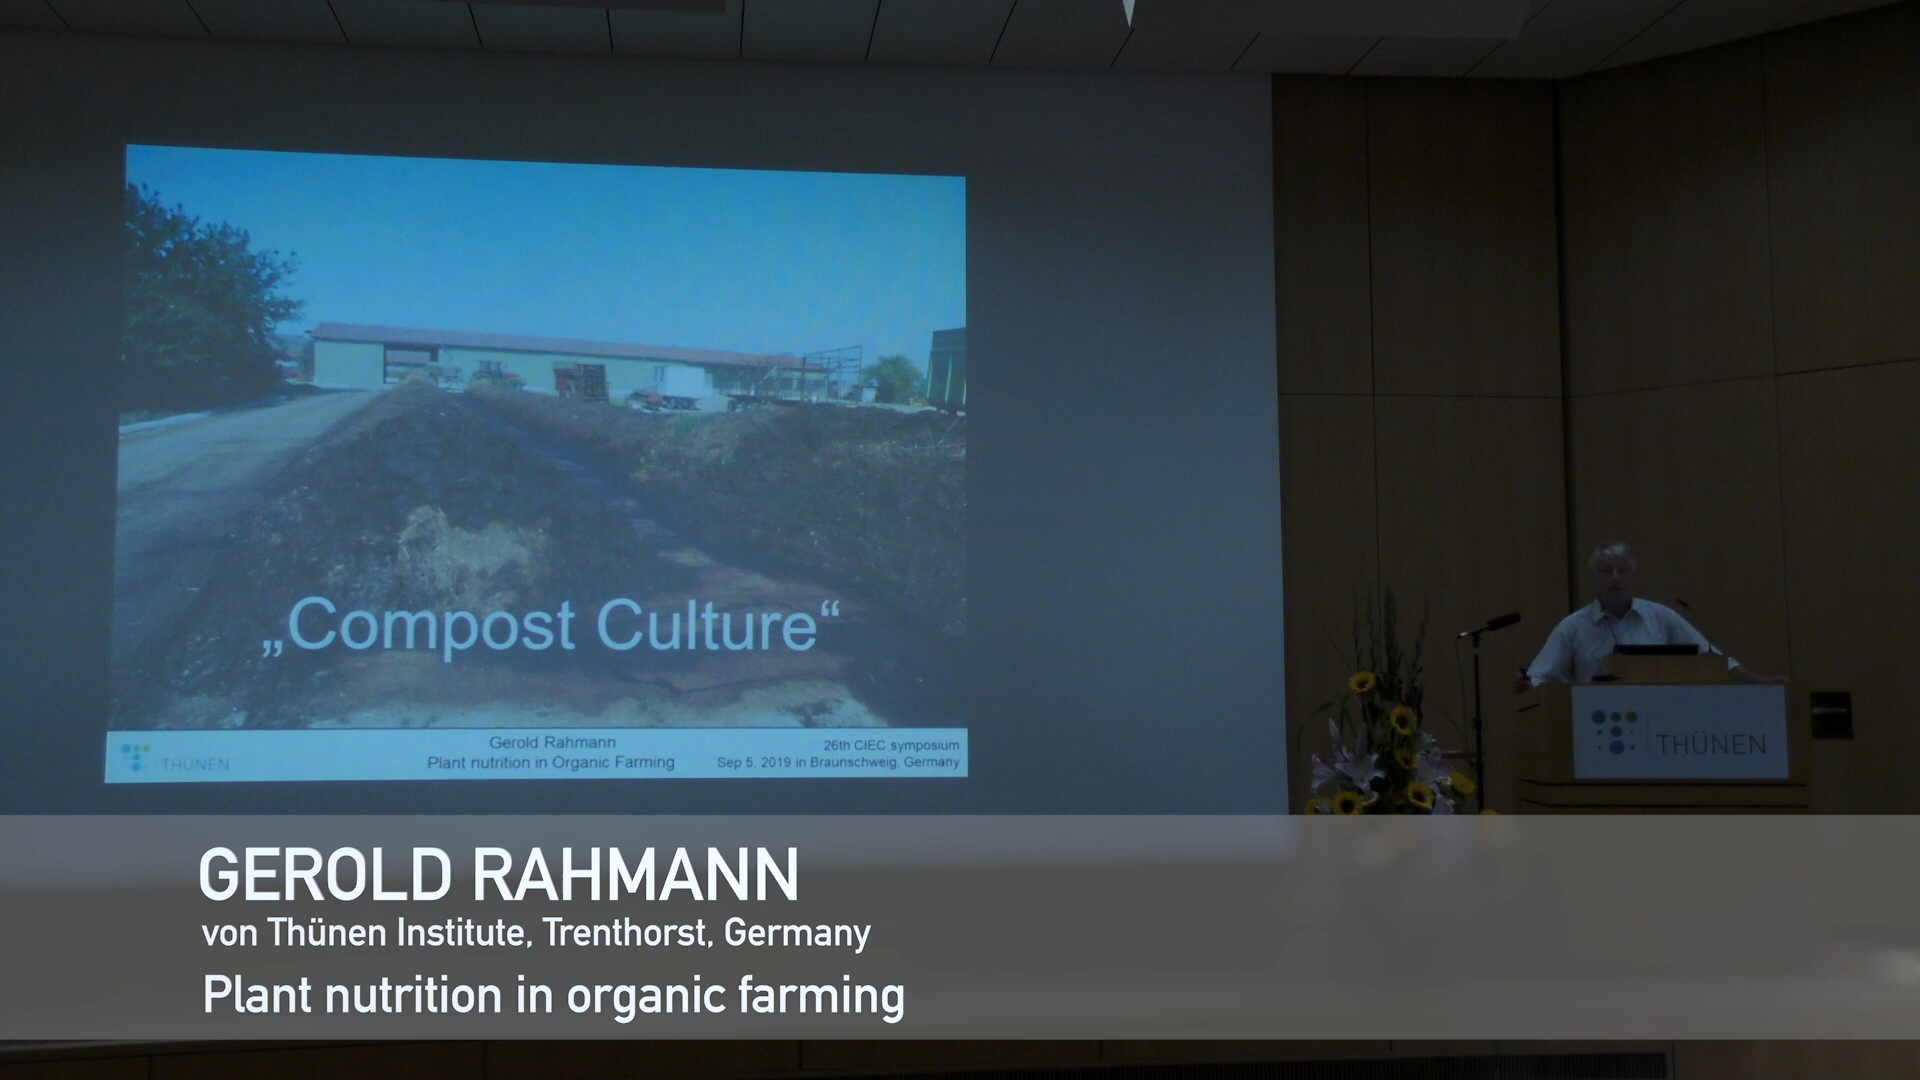 „Compost Culture“
THÜNEN
Gerold Rahmann
Plant nutrition in Organic Farming
26th CIEC symposium
Sep 5, 2019 in Braunschweig, Germany
THÜNEN
GEROLD RAHMANN
von Thünen Institute, Trenthorst, Germany
Plant nutrition in organic farming